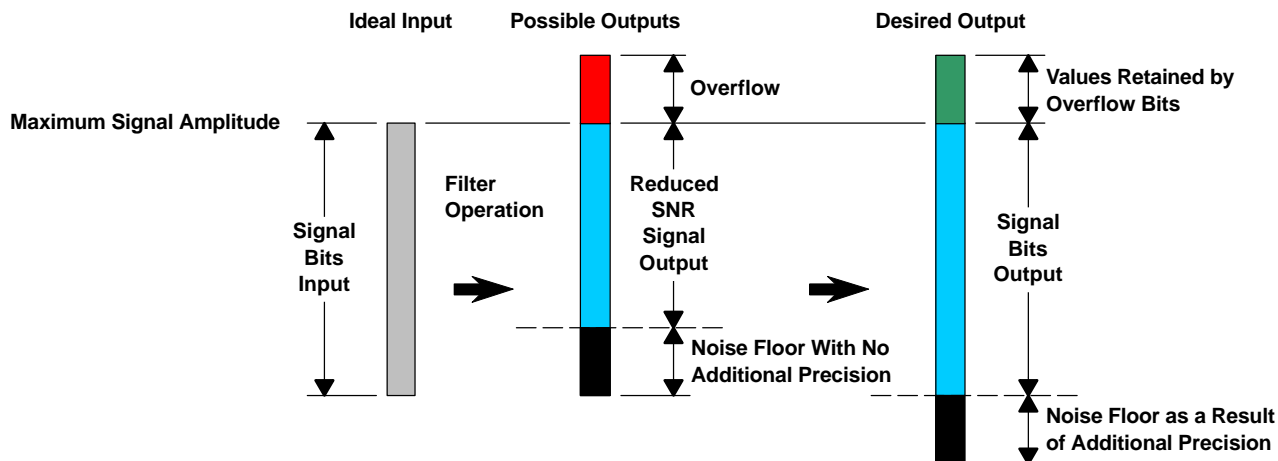 Ideal Input
Possible Outputs
Desired Output
Maximum Signal Amplitude
Overflow
Values Retained by
Overflow Bits
Signal
Bits
Input
Filter
Operation
Reduced
SNR
Signal
Output
Signal
Bits
Output
Noise Floor With No
Additional Precision
Noise Floor as a Result
of Additional Precision